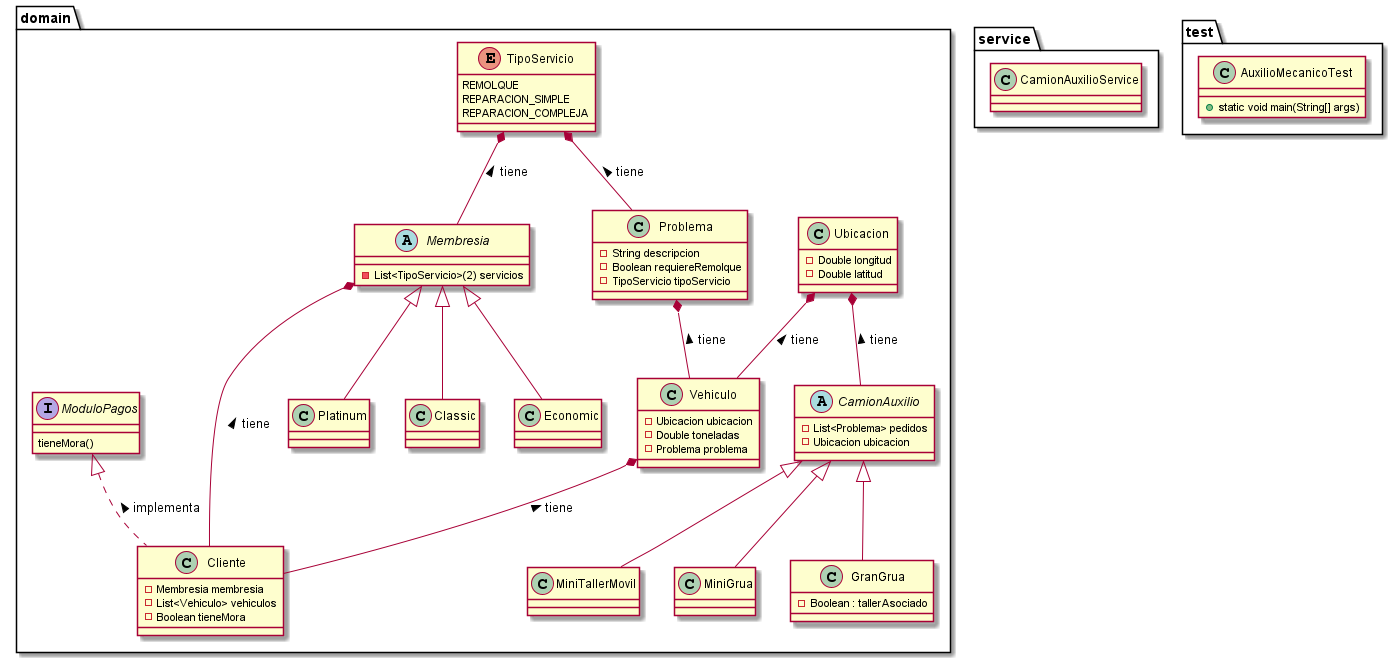 domain
E TipoServicio
REMOLQUE
REPARACION_SIMPLE
REPARACION_COMPLEJA
tiene
tiene
A Membresia
List<TipoServicio>(2) servicios
C Problema
String descripcion
Boolean requiereRemolque
TipoServicio tipoServicio
C Ubicacion
Double longitud
Double latitud
tiene
tiene
tiene
tiene
I ModuloPagos
tieneMora()
C Platinum
C Classic
C Economic
C Vehiculo
Ubicacion ubicacion
Double toneladas
Problema problema
A CamionAuxilio
List<Problema> pedidos
Ubicacion ubicacion
implementa
tiene
C Cliente
Membresia membresia
List<Vehiculo> vehiculos
Boolean tieneMora
C MiniTallerMovil
C MiniGrua
C GranGrua
Boolean : tallerAsociado
service
C CamionAuxilioService
test
C AuxilioMecanicoTest
static void main(String[] args)